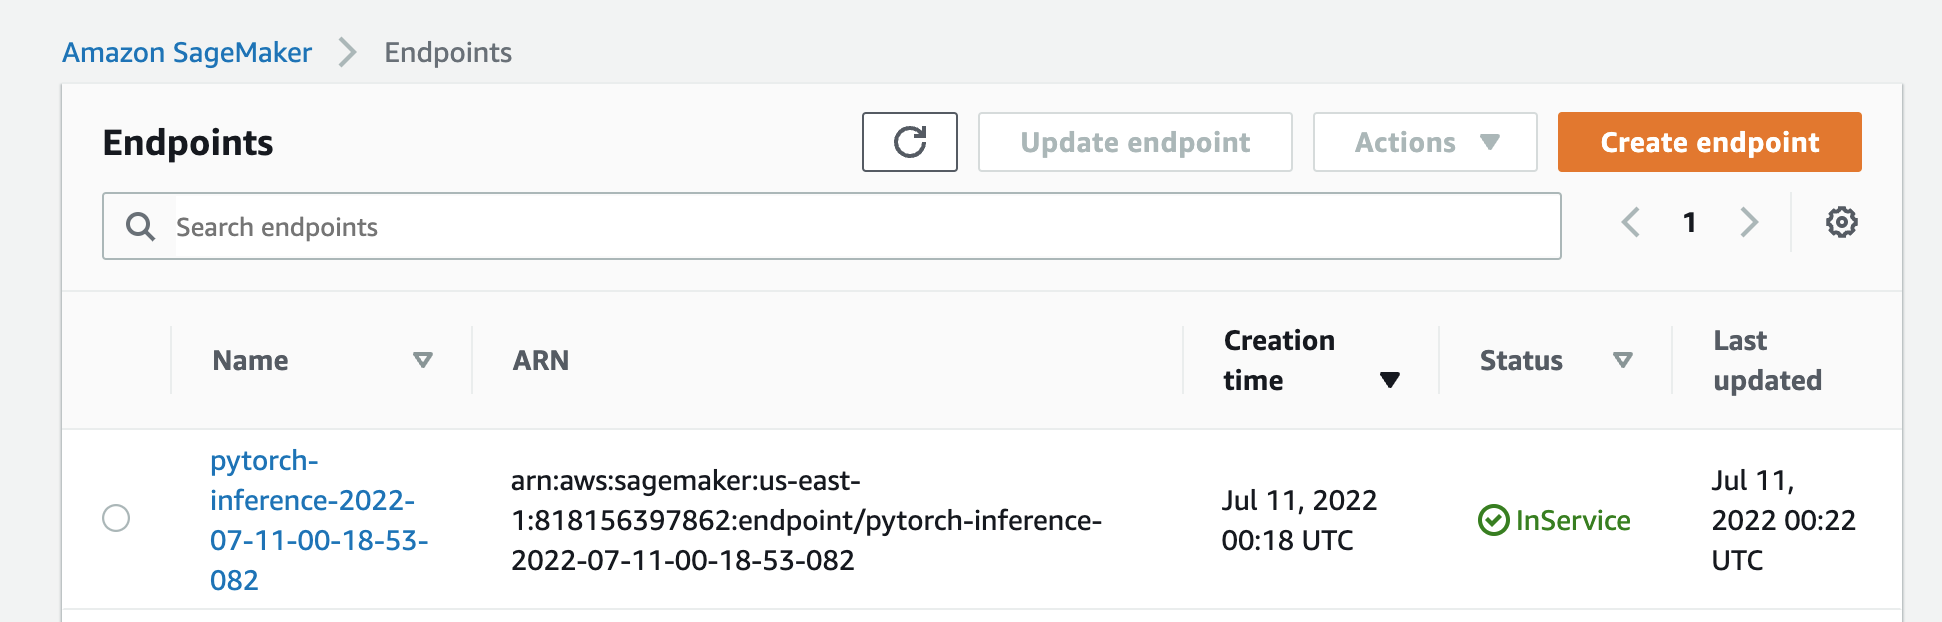 Amazon SageMaker > Endpoints
Endpoints
Update endpoint
Actions
Create endpoint
Search endpoints
1
Name
ARN
Creation
time
Status
Last
updated
pytorch-
inference-2022-
07-11-00-18-53-
082
arn:aws:sagemaker:us-east-
1:818156397862:endpoint/pytorch-inference-
2022-07-11-00-18-53-082
Jul 11, 2022
00:18 UTC
InService
Jul 11,
2022 00:22
UTC